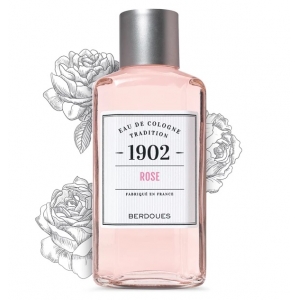 EAU DE COLOGNE
TRADITION
1902
ROSE
FABRIQUÉ EN FRANCE
BERDOUES